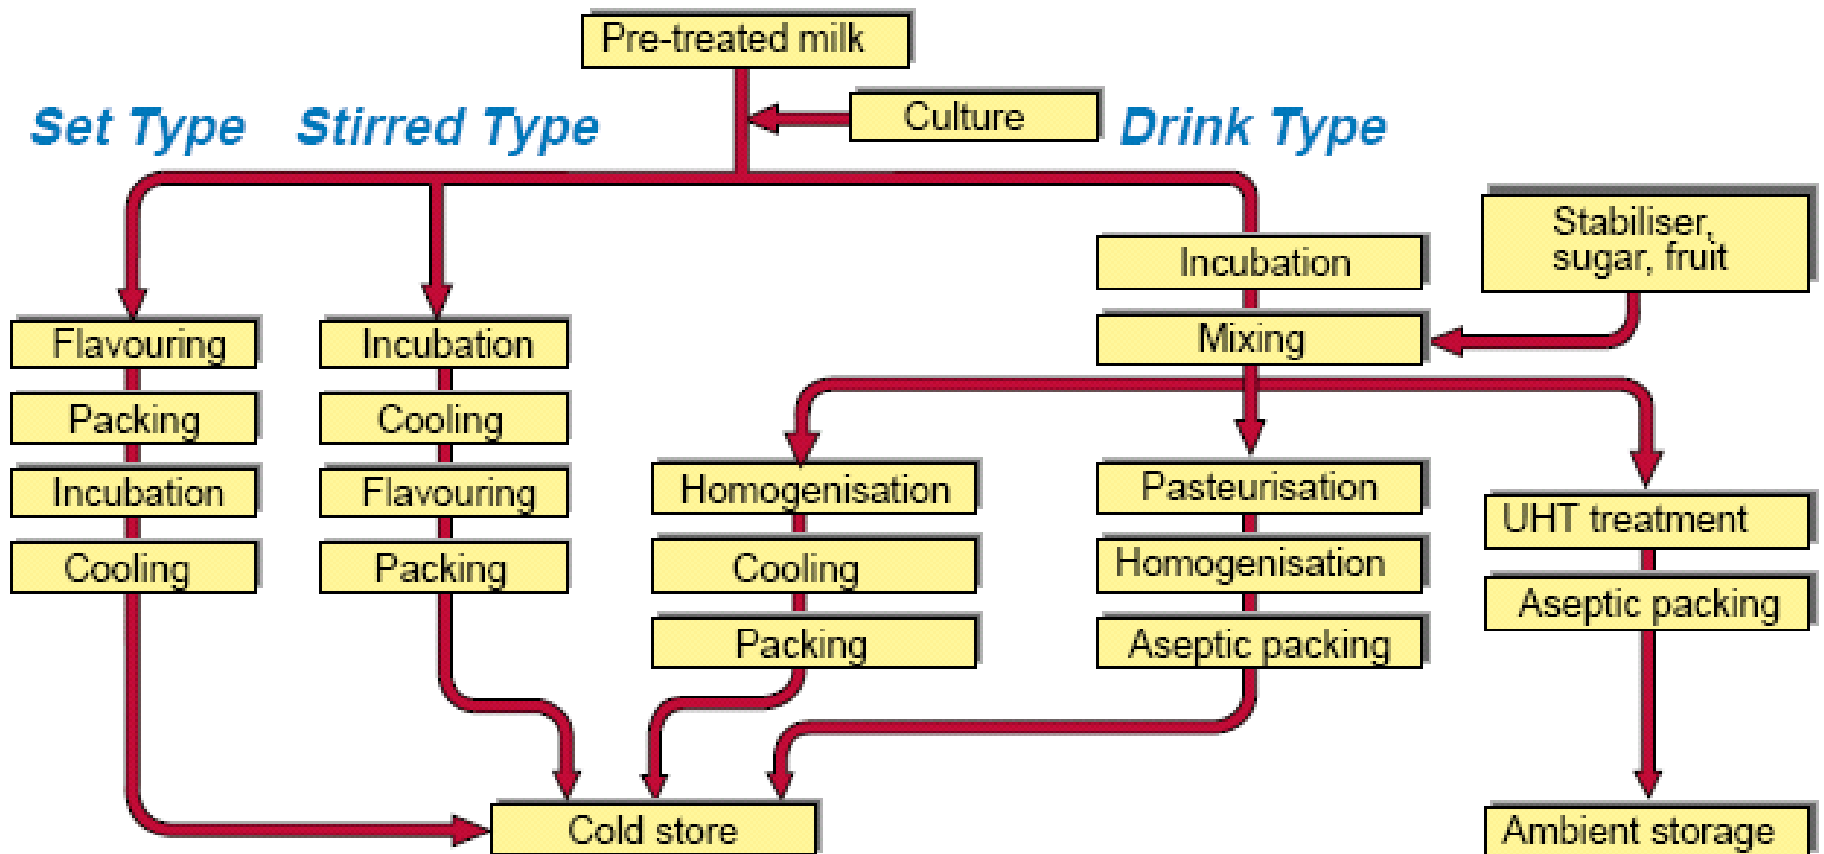 Pre-treated milk
Culture
Set Type
Stirred Type
Drink Type
Stabiliser,
sugar, fruit
Incubation
Mixing
Flavouring
Packing
Incubation
Cooling
Incubation
Cooling
Flavouring
Packing
Homogenisation
Cooling
Packing
Pasteurisation
Homogenisation
Aseptic packing
UHT treatment
Aseptic packing
Cold store
Ambient storage